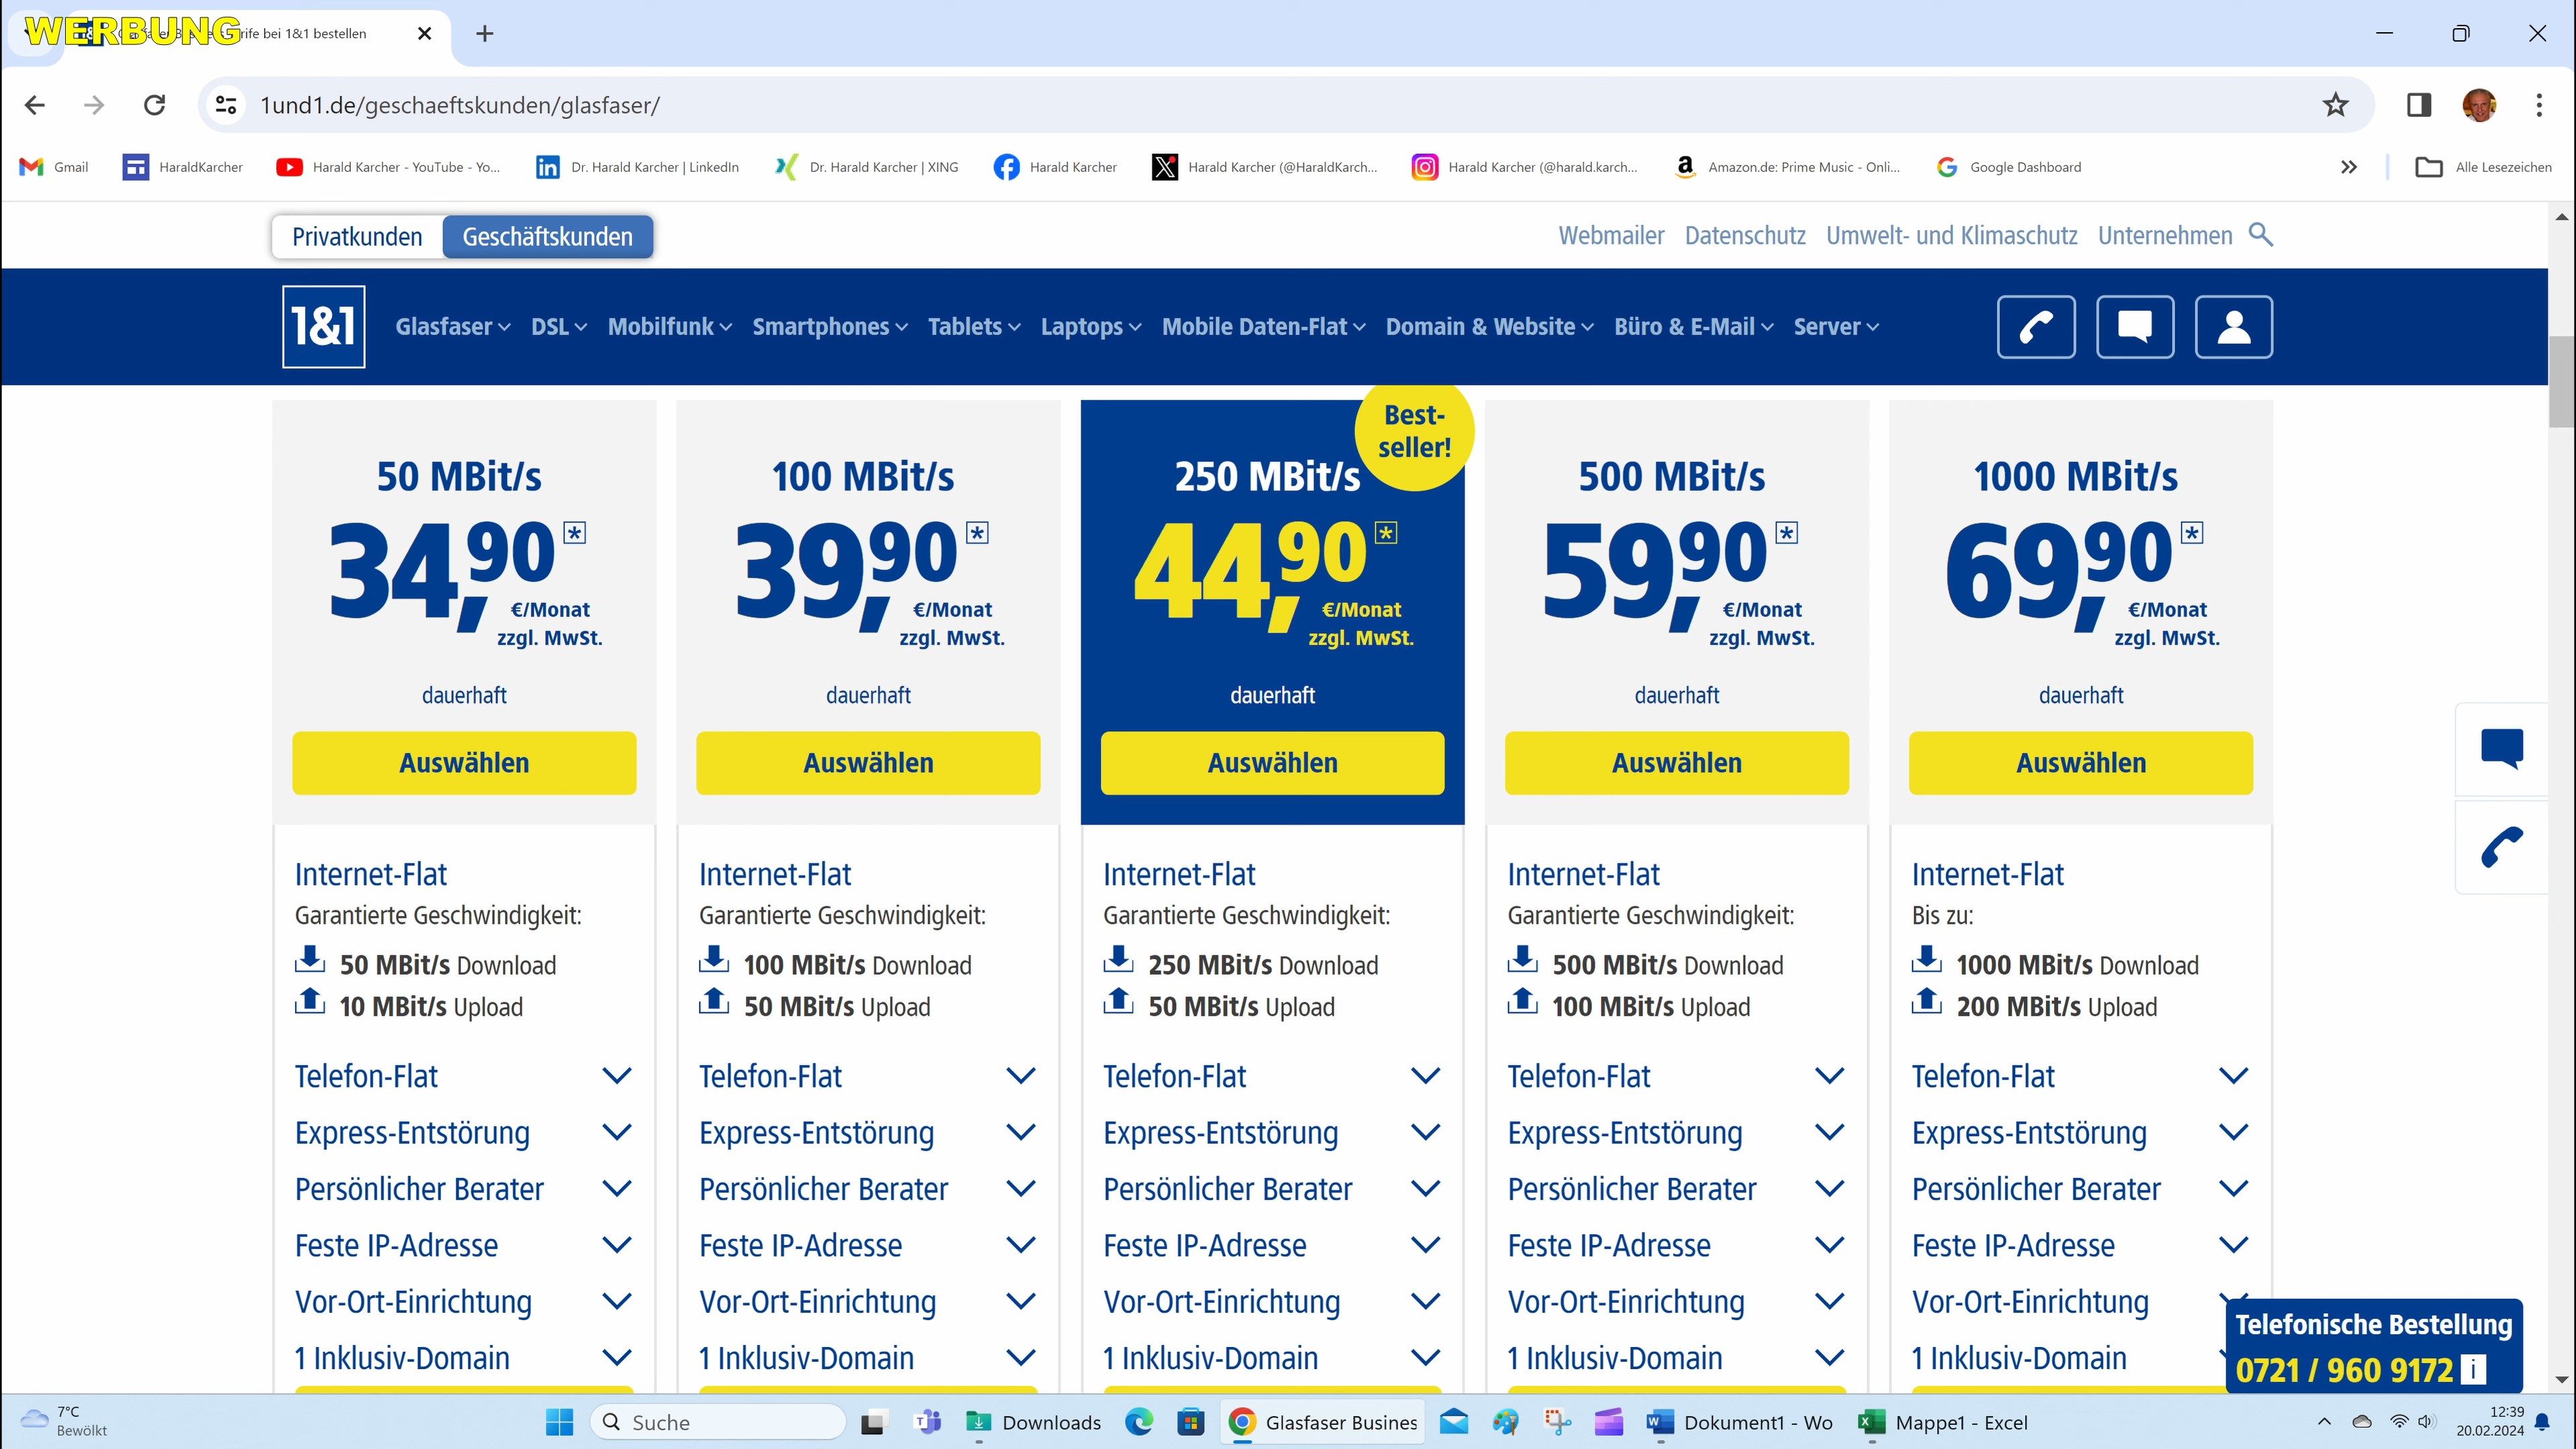 WERBUNG
rife bei 1&1 bestellen
1und1.de/geschaeftskunden/glasfaser/
Gmail
HaraldKarcher
Harald Karcher - YouTube - Yo...
Dr. Harald Karcher | LinkedIn
Dr. Harald Karcher | XING
Harald Karcher
Harald Karcher (@HaraldKarch...
Harald Karcher (@harald.karch...
Amazon.de: Prime Music - Onli...
Google Dashboard
Alle Lesezeichen
Privatkunden
Geschäftskunden
Webmailer
Datenschutz
Umwelt- und Klimaschutz
Unternehmen
1&1
Glasfaser
DSL
Mobilfunk
Smartphones
Tablets
Laptops
Mobile Daten-Flat
Domain & Website
Büro & E-Mail
Server
50 MBit/s
34,90*
€/Monat
zzgl. MwSt.
dauerhaft
Auswählen
Internet-Flat
Garantierte Geschwindigkeit:
50 MBit/s Download
10 MBit/s Upload
Telefon-Flat
Express-Entstörung
Persönlicher Berater
Feste IP-Adresse
Vor-Ort-Einrichtung
1 Inklusiv-Domain
100 MBit/s
39,90*
€/Monat
zzgl. MwSt.
dauerhaft
Auswählen
Internet-Flat
Garantierte Geschwindigkeit:
100 MBit/s Download
50 MBit/s Upload
Telefon-Flat
Express-Entstörung
Persönlicher Berater
Feste IP-Adresse
Vor-Ort-Einrichtung
1 Inklusiv-Domain
Best-
seller!
250 MBit/s
44,90*
€/Monat
zzgl. MwSt.
dauerhaft
Auswählen
Internet-Flat
Garantierte Geschwindigkeit:
250 MBit/s Download
50 MBit/s Upload
Telefon-Flat
Express-Entstörung
Persönlicher Berater
Feste IP-Adresse
Vor-Ort-Einrichtung
1 Inklusiv-Domain
500 MBit/s
59,90*
€/Monat
zzgl. MwSt.
dauerhaft
Auswählen
Internet-Flat
Garantierte Geschwindigkeit:
500 MBit/s Download
100 MBit/s Upload
Telefon-Flat
Express-Entstörung
Persönlicher Berater
Feste IP-Adresse
Vor-Ort-Einrichtung
1 Inklusiv-Domain
1000 MBit/s
69,90*
€/Monat
zzgl. MwSt.
dauerhaft
Auswählen
Internet-Flat
Bis zu:
1000 MBit/s Download
200 MBit/s Upload
Telefon-Flat
Express-Entstörung
Persönlicher Berater
Feste IP-Adresse
Vor-Ort-Einrichtung
1 Inklusiv-Domain
Telefonische Bestellung
0721 / 960 9172 i
7°C
Bewölkt
Suche
Downloads
Glasfaser Busines
Dokument1 - Wo
Mappe1 - Excel
12:39
20.02.2024